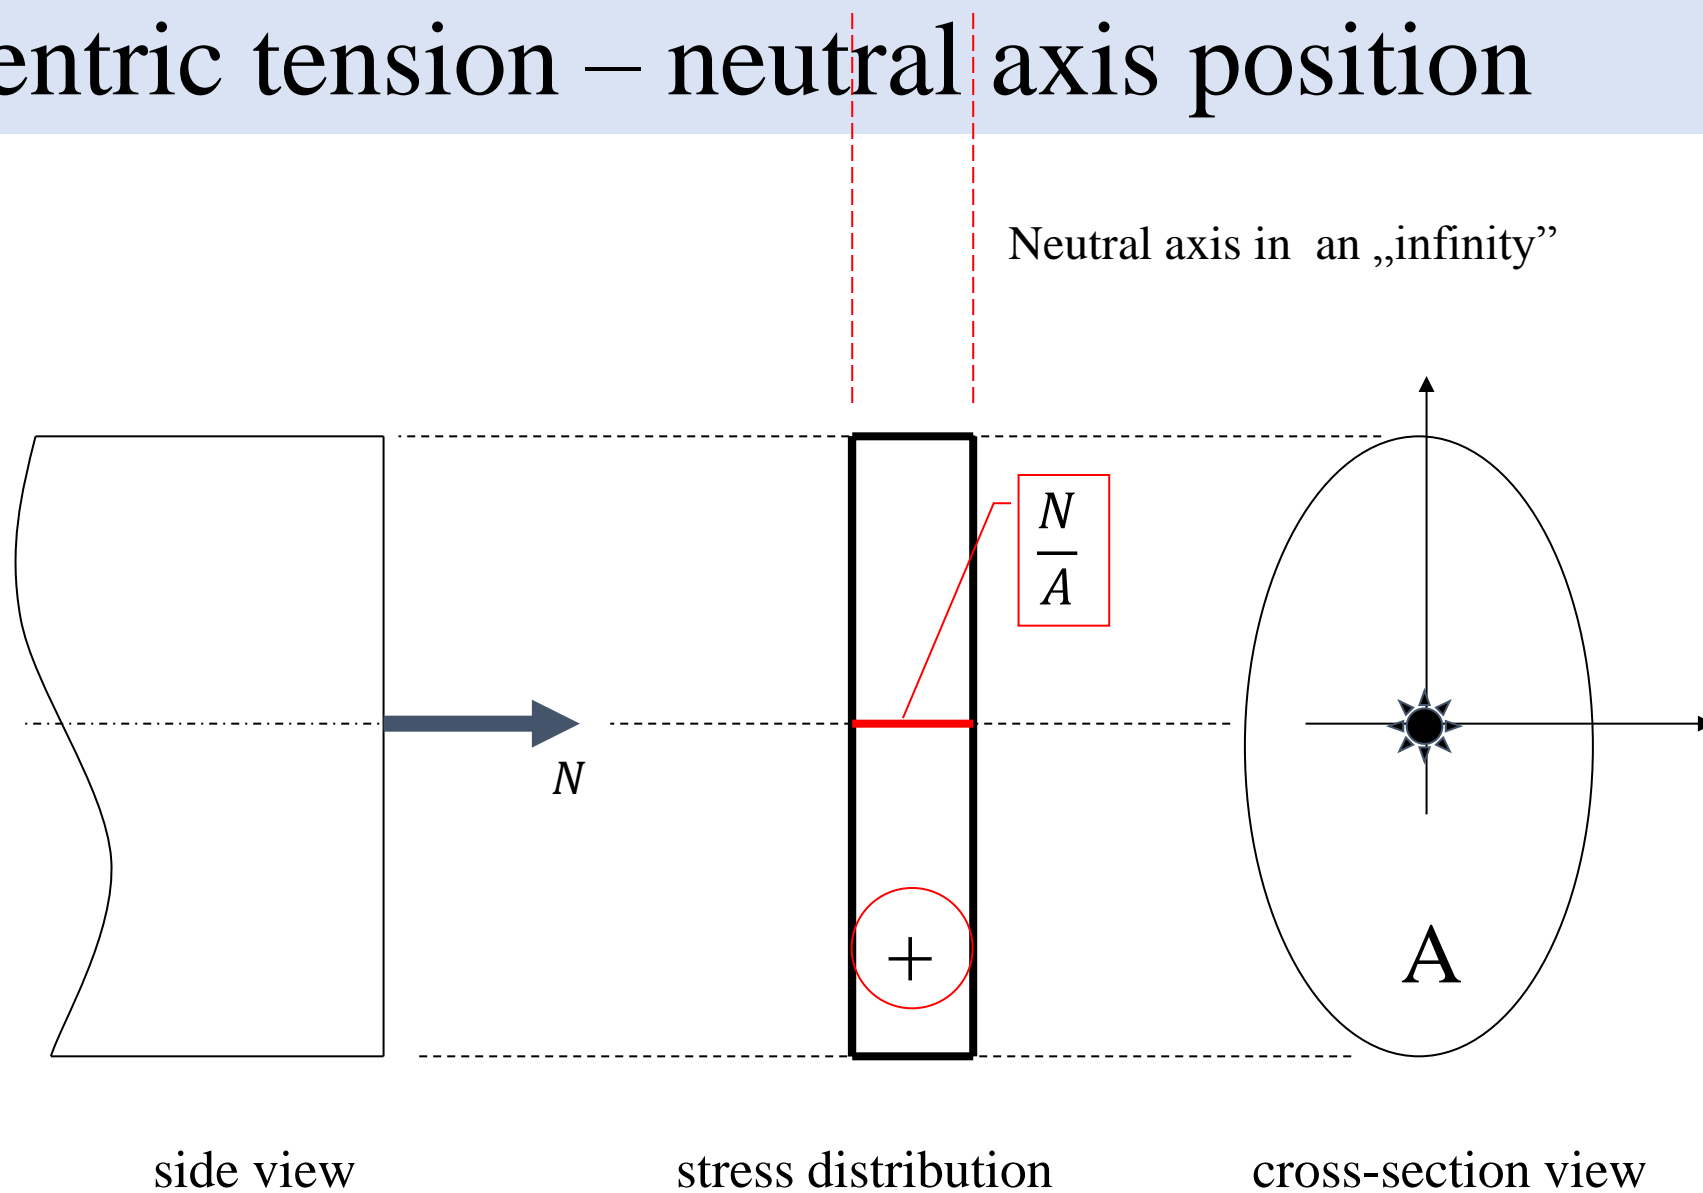 entric tension – neutral axis position
Neutral axis in  an „infinity”
N
A
N
+
A
side view
stress distribution
cross-section view